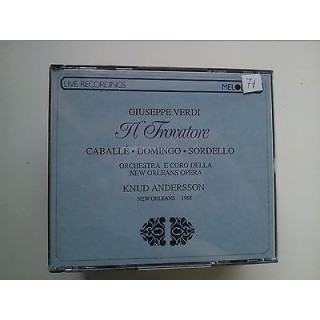 LIVE RECORDINGS
71
GIUSEPPE VERDI
Il Trovatore
CABALLÉ • DOMINGO • SORDELLO
ORCHESTRA E CORO DELLA
NEW ORLEANS OPERA
KNUD ANDERSSON
NEW ORLEANS 1968